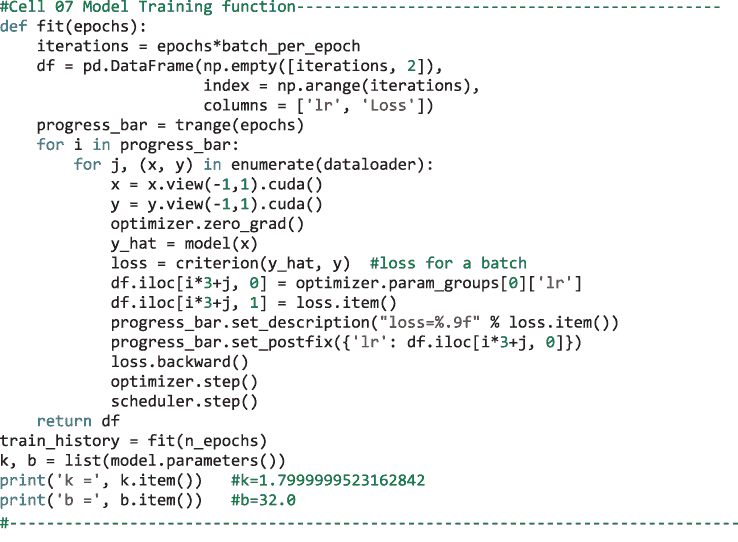 #Cell 07 Model Training function-----------------------------------------------
def fit(epochs):
    iterations = epochs*batch_per_epoch
    df = pd.DataFrame(np.empty([iterations, 2]),
                      index = np.arange(iterations),
                      columns = ['lr', 'Loss'])
    progress_bar = trange(epochs)
    for i in progress_bar:
        for j, (x, y) in enumerate(dataloader):
            x = x.view(-1,1).cuda()
            y = y.view(-1,1).cuda()
            optimizer.zero_grad()
            y_hat = model(x)
            loss = criterion(y_hat, y)  #loss for a batch
            df.iloc[i*3+j, 0] = optimizer.param_groups[0]['lr']
            df.iloc[i*3+j, 1] = loss.item()
            progress_bar.set_description("loss=%.9f" % loss.item())
            progress_bar.set_postfix({'lr': df.iloc[i*3+j, 0]})
            loss.backward()
            optimizer.step()
            scheduler.step()
    return df
train_history = fit(n_epochs)
k, b = list(model.parameters())
print('k =', k.item())   #k=1.7999999523162842
print('b =', b.item())   #b=32.0
#-------------------------------------------------------------------------------